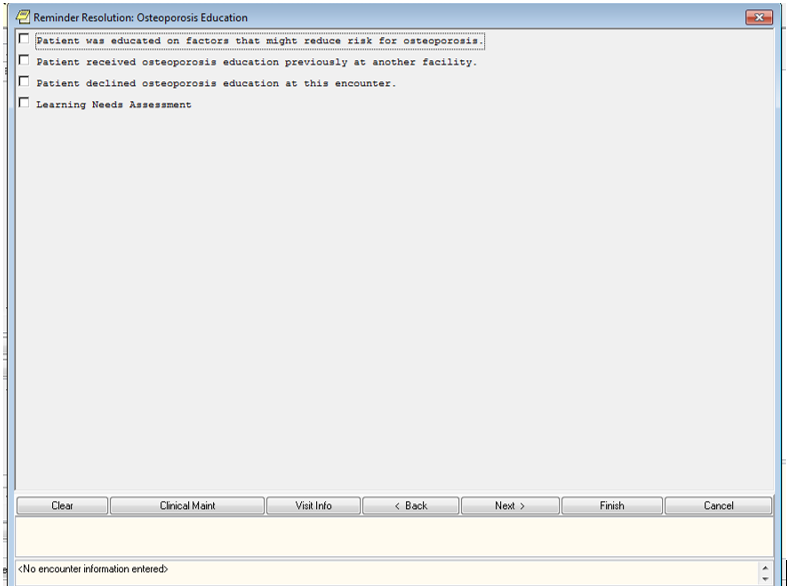 Reminder Resolution: Osteoporosis Education
Patient was educated on factors that might reduce risk for osteoporosis.
Patient received osteoporosis education previously at another facility.
Patient declined osteoporosis education at this encounter.
Learning Needs Assessment
Clear Clinical Maint Visit Info < Back Next > Finish Cancel
<No encounter information entered>